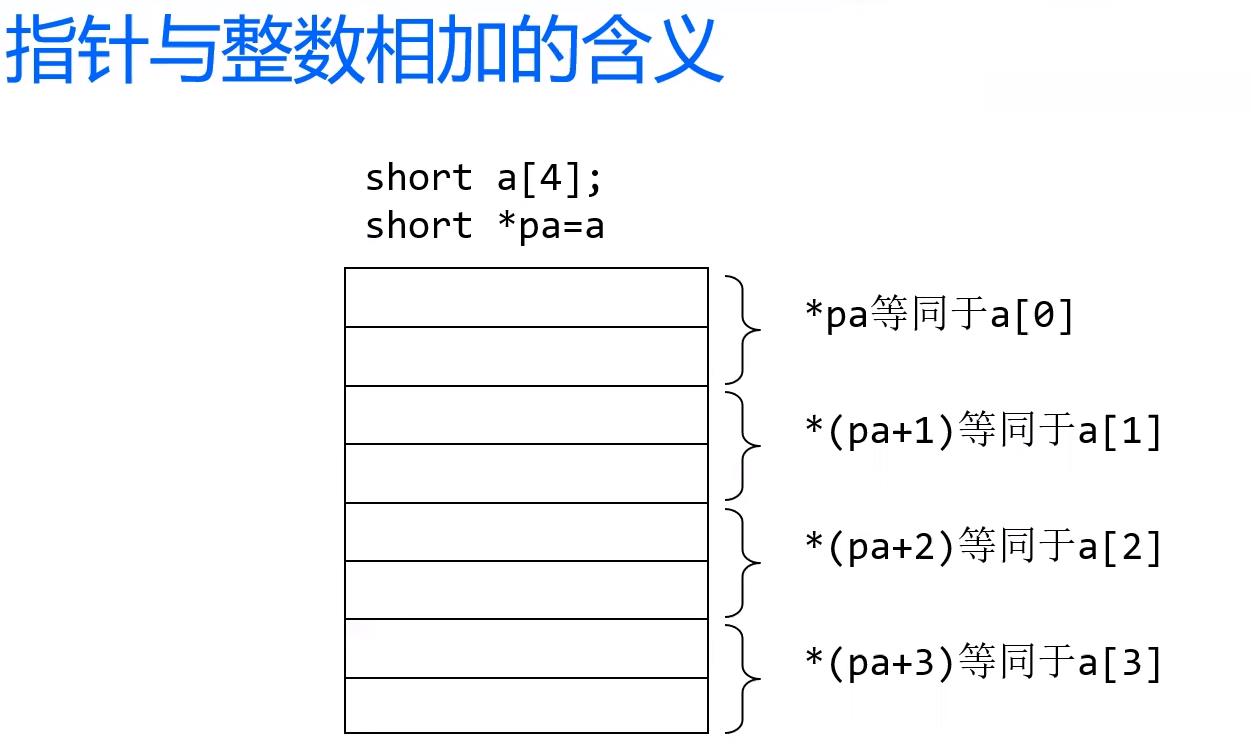 指针与整数相加的含义
short a[4];
short *pa=a
*pa等同于a[0]
*(pa+1)等同于a[1]
*(pa+2)等同于a[2]
*(pa+3)等同于a[3]